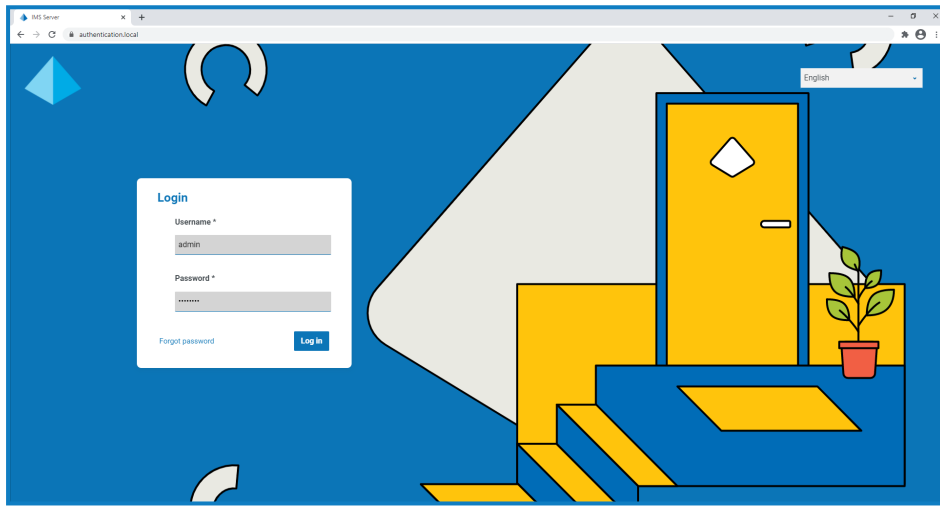 IMS Server
authentication.local
English
Login
Username *
admin
Password *
••••••••
Forgot password
Log in